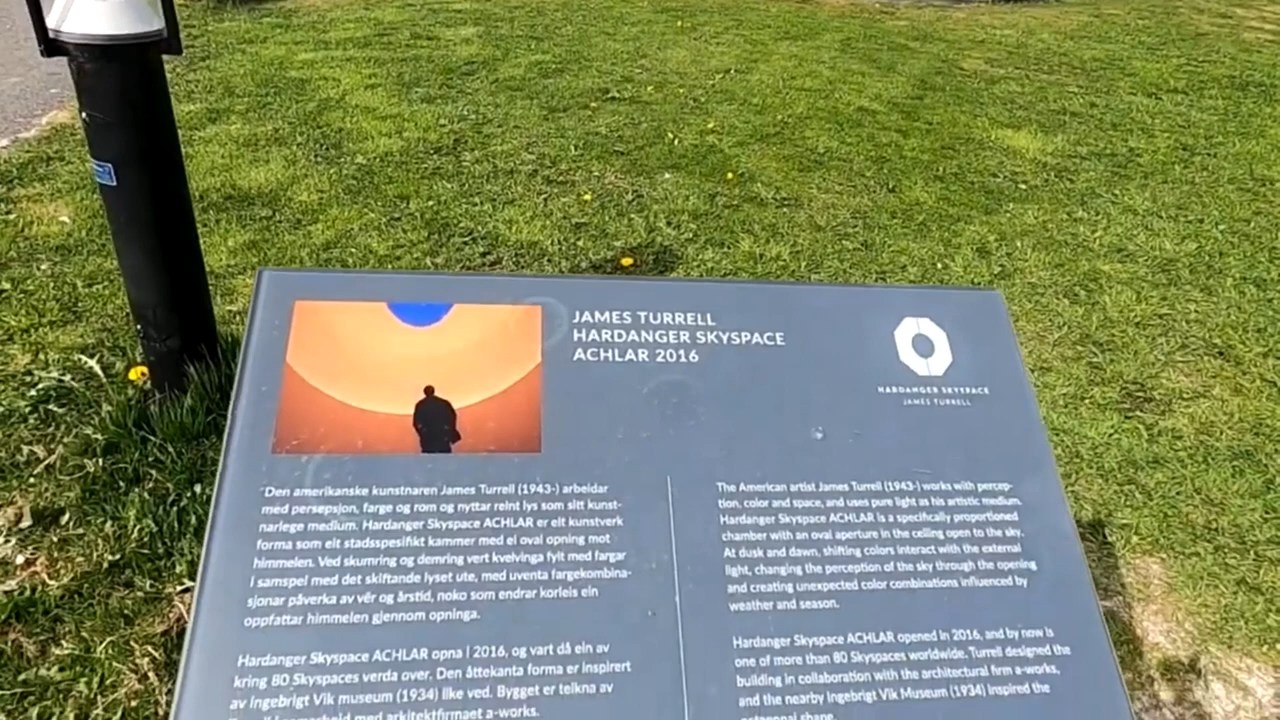 JAMES TURRELL
HARDANGER SKYSPACE
ACHLAR 2016
HARDANGER SKYSPACE
JAMES TURRELL
"Den amerikanske kunstnaren James Turrell (1943-) arbeidar
med persepsjon, farge og rom og nyttar reint lys som sitt kunst-
narlege medium. Hardanger Skyspace ACHLAR er eit kunstverk
forma som eit stadsspesifikt kammer med ei oval opning mot
himmelen. Ved skumring og demring vert kvelvinga fylt med fargar
i samspel med det skiftande lyset ute, med uventa fargekombina-
sjonar påverka av vêr og årstid, noko som endrar korleis ein
oppfattar himmelen gjennom opninga.
Hardanger Skyspace ACHLAR opna i 2016, og vart då ein av
kring 80 Skyspaces verda over. Den åttekanta forma er inspirert
av Ingebrigt Vik museum (1934) like ved. Bygget er teikna av
med arkitektfirmaet a-works.
The American artist James Turrell (1943-) works with percep-
tion, color and space, and uses pure light as his artistic medium.
Hardanger Skyspace ACHLAR is a specifically proportioned
chamber with an oval aperture in the ceiling open to the sky.
At dusk and dawn, shifting colors interact with the external
light, changing the perception of the sky through the opening
and creating unexpected color combinations influenced by
weather and season.
Hardanger Skyspace ACHLAR opened in 2016, and by now is
one of more than 80 Skyspaces worldwide. Turrell designed the
building in collaboration with the architectural firm a-works,
and the nearby Ingebrigt Vik Museum (1934) inspired the
octagonal shape.